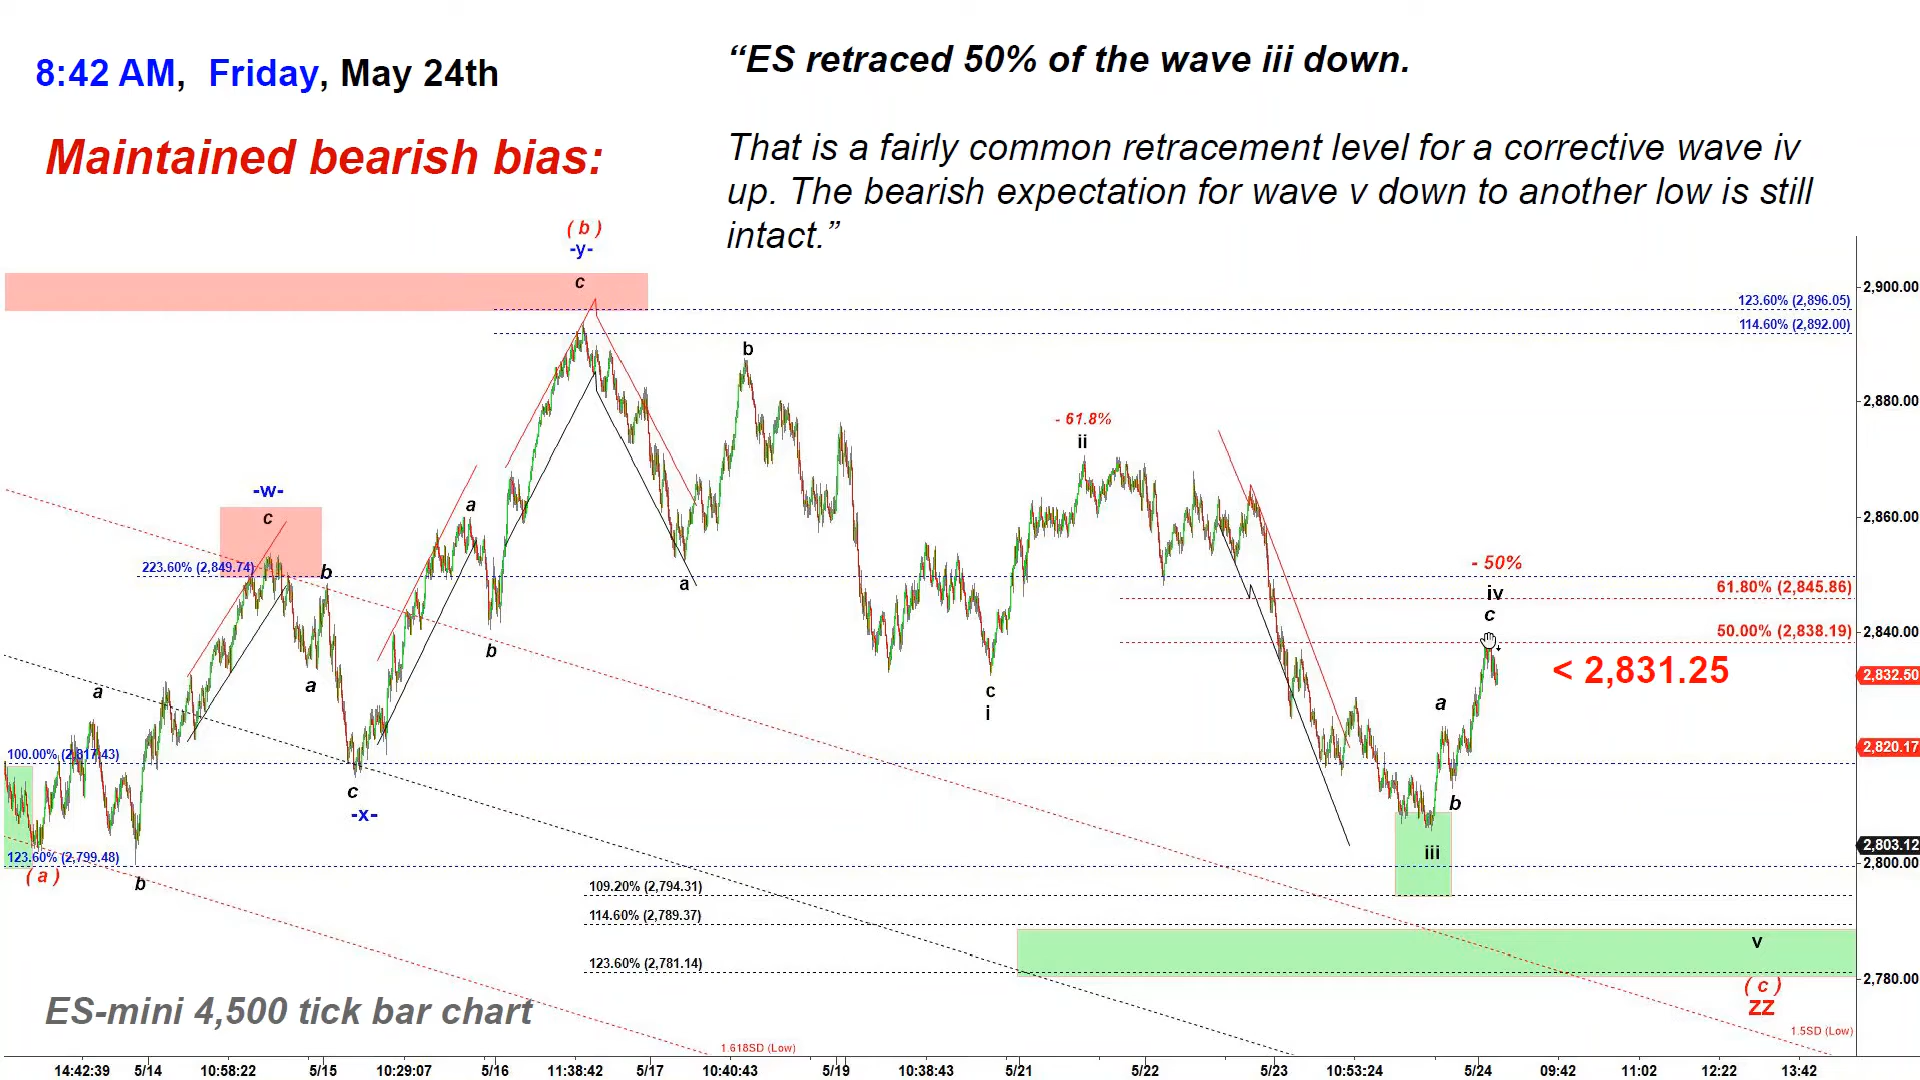 8:42 AM, Friday, May 24th
Maintained bearish bias:
“ES retraced 50% of the wave iii down.
That is a fairly common retracement level for a corrective wave iv
up. The bearish expectation for wave v down to another low is still
intact.”
( b )
-y-
c
123.60% (2,896.05)
114.60% (2,892.00)
2,900.00
b
2,880.00
- 61.8%
ii
-w-
c
a
2,860.00
223.60% (2,849.74)
b
a
- 50%
iv
c
61.80% (2,845.86)
50.00% (2,838.19)
2,840.00
b
a
c
i
< 2,831.25
2,832.50
a
a
100.00% (2,817.43)
2,820.17
c
-x-
b
iii
2,803.12
2,800.00
123.60% (2,799.48)
( a )
b
109.20% (2,794.31)
114.60% (2,789.37)
v
123.60% (2,781.14)
2,780.00
( c )
ZZ
1.5SD (Low)
ES-mini 4,500 tick bar chart
1.618SD (Low)
14:42:39 5/14 10:58:22 5/15 10:29:07 5/16 11:38:42 5/17 10:40:43 5/19 10:38:43 5/21 5/22 5/23 10:53:24 5/24 09:42 11:02 12:22 13:42